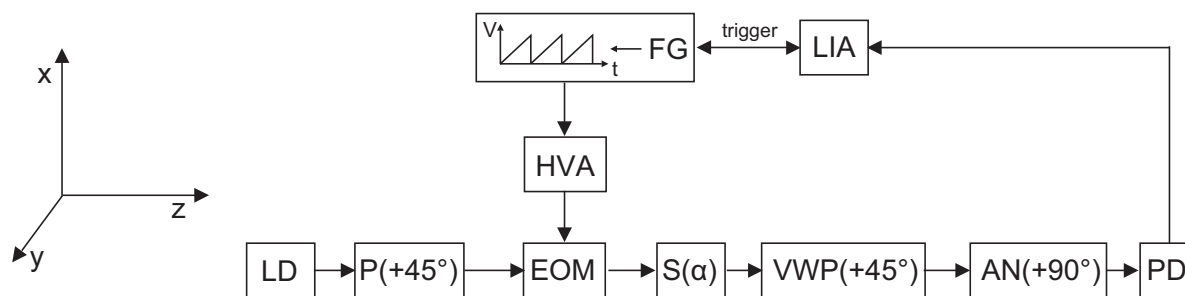 V
t
FG
trigger
LIA
x
z
y
HVA
LD
P(+45°)
EOM
S(α)
VWP(+45°)
AN(+90°)
PD